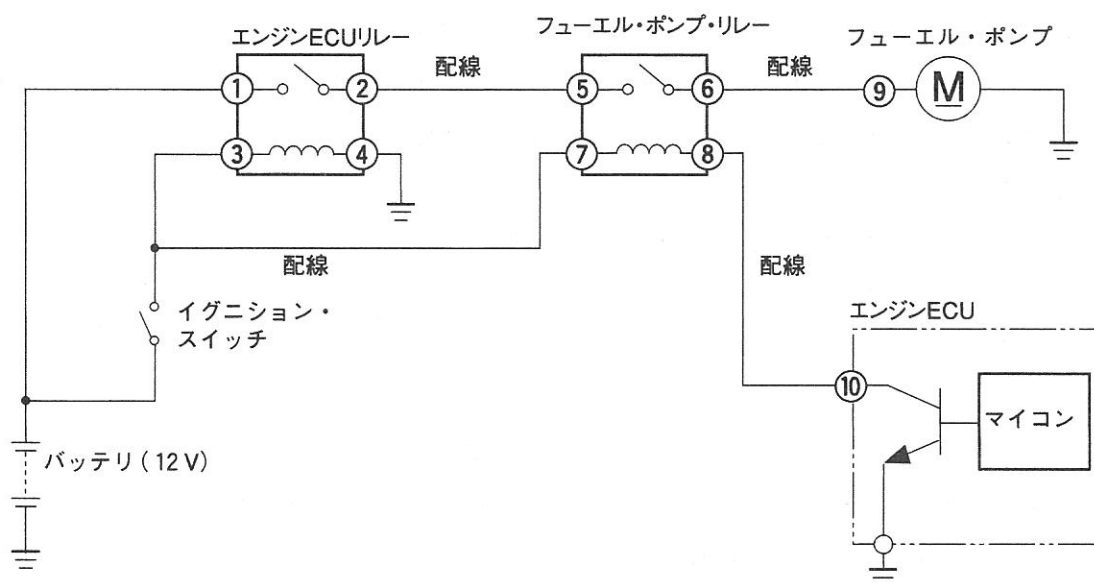 エンジンECUリレー
フューエル・ポンプ・リレー
フューエル・ポンプ
配線
配線
① ② ⑤ ⑥ ⑨ M
③ ④ ⑦ ⑧
配線
配線
イグニション・
スイッチ
エンジンECU
⑩
マイコン
バッテリ(12 V)